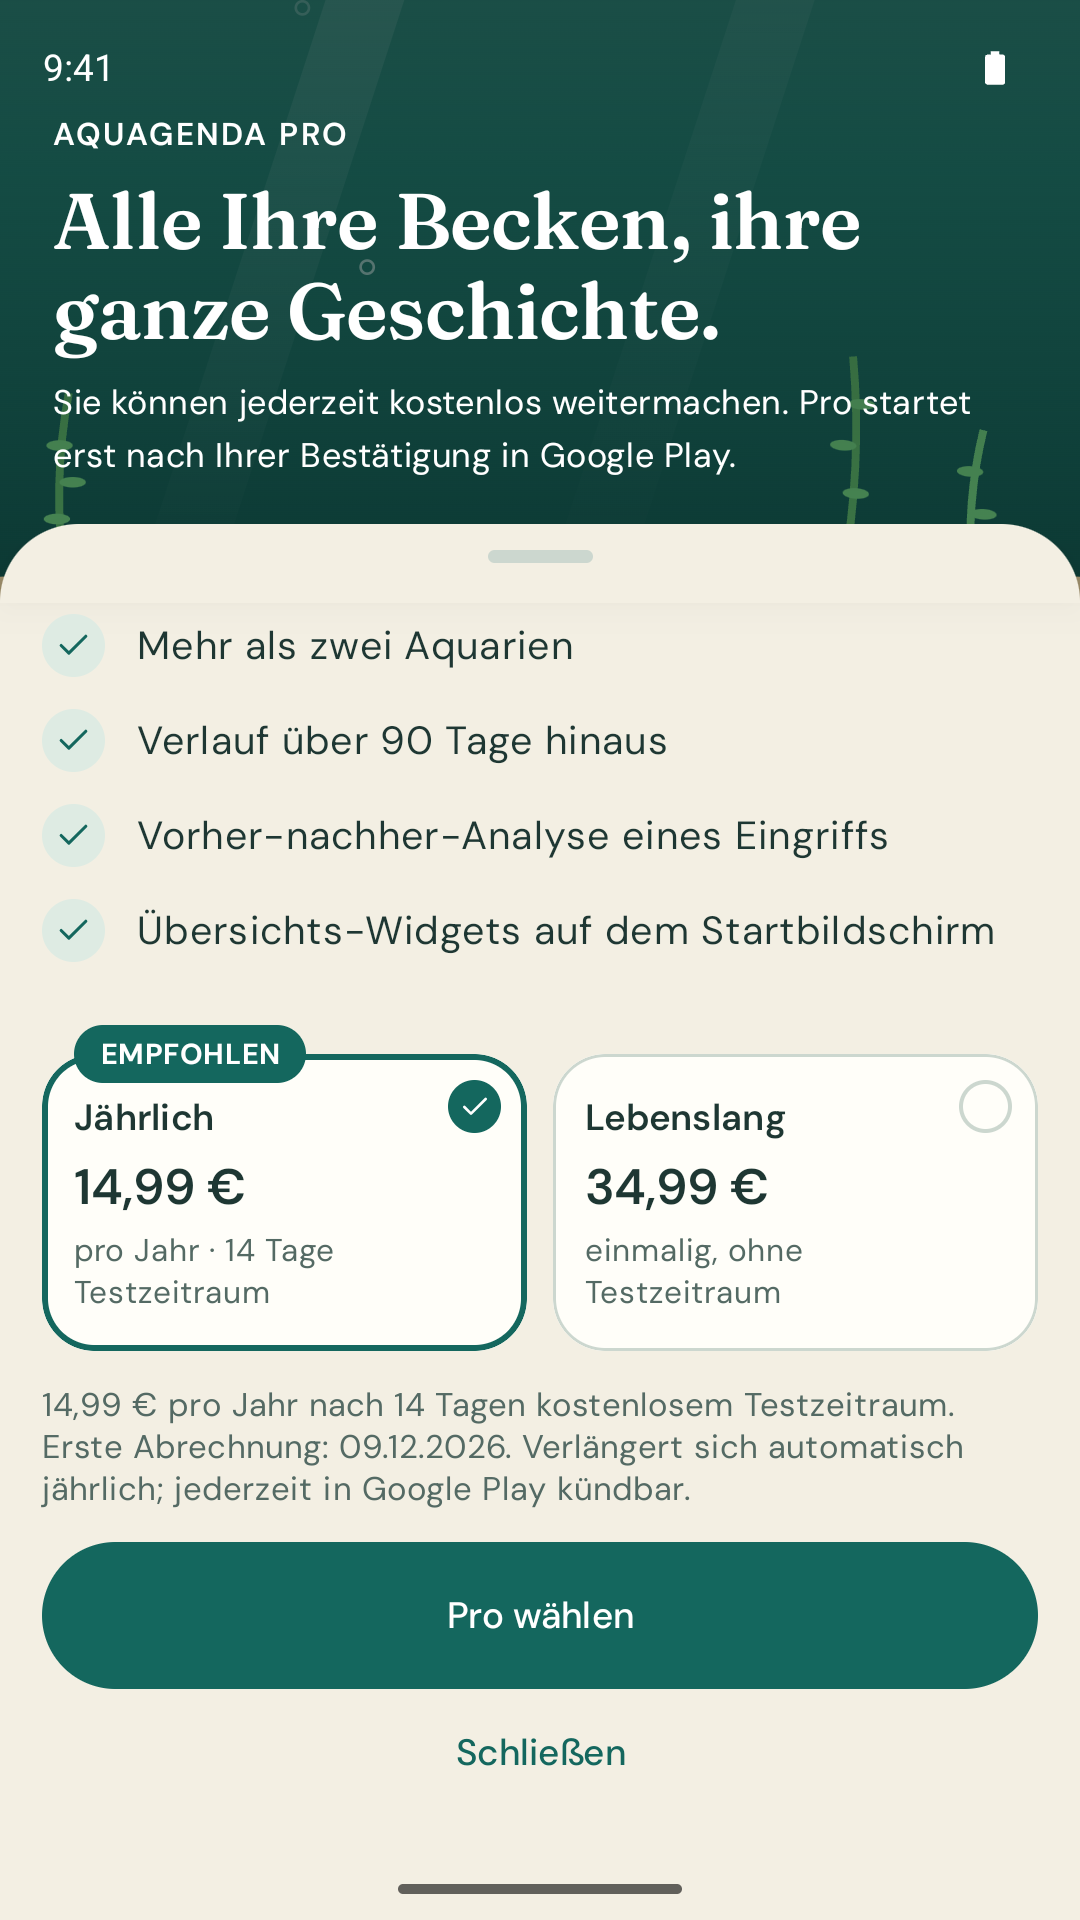 9:41
AQUAGENDA PRO
Alle Ihre Becken, ihre
ganze Geschichte.
Sie können jederzeit kostenlos weitermachen. Pro startet
erst nach Ihrer Bestätigung in Google Play.
Mehr als zwei Aquarien
Verlauf über 90 Tage hinaus
Vorher-nachher-Analyse eines Eingriffs
Übersichts-Widgets auf dem Startbildschirm
EMPFOHLEN
Jährlich
14,99 €
pro Jahr · 14 Tage
Testzeitraum
Lebenslang
34,99 €
einmalig, ohne
Testzeitraum
14,99 € pro Jahr nach 14 Tagen kostenlosem Testzeitraum.
Erste Abrechnung: 09.12.2026. Verlängert sich automatisch
jährlich; jederzeit in Google Play kündbar.
Pro wählen
Schließen